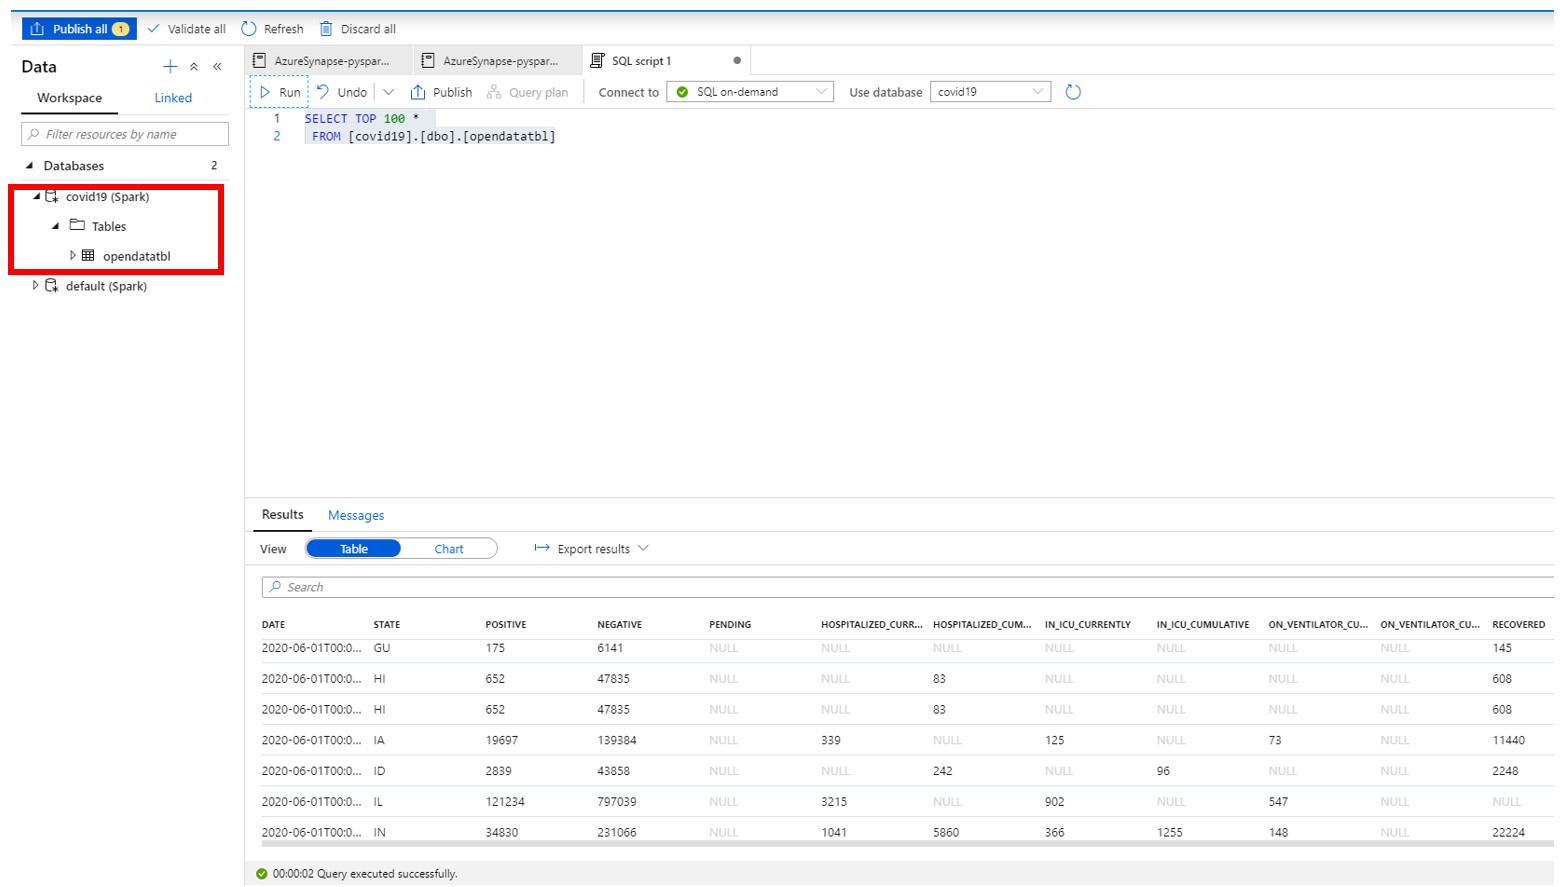 Publish all 1 Validate all Refresh Discard all
Data
Workspace Linked
Filter resources by name
Databases 2
covid19 (Spark)
Tables
opendatatbl
default (Spark)
AzureSynapse-pyspar... AzureSynapse-pyspar... SQL script 1
Run Undo Publish Query plan Connect to SQL on-demand Use database covid19
1 SELECT TOP 100 *
2 FROM [covid19].[dbo].[opendatatbl]
Results Messages
View Table Chart Export results
Search
DATE STATE POSITIVE NEGATIVE PENDING HOSPITALIZED_CURR... HOSPITALIZED_CUM... IN_ICU_CURRENTLY IN_ICU_CUMULATIVE ON_VENTILATOR_CU... ON_VENTILATOR_CU... RECOVERED
2020-06-01T00:0... GU 175 6141 NULL NULL NULL NULL NULL NULL NULL 145
2020-06-01T00:0... HI 652 47835 NULL NULL 83 NULL NULL NULL NULL 608
2020-06-01T00:0... HI 652 47835 NULL NULL 83 NULL NULL NULL NULL 608
2020-06-01T00:0... IA 19697 139384 NULL 339 NULL 125 NULL 73 NULL 11440
2020-06-01T00:0... ID 2839 43858 NULL NULL 242 NULL 96 NULL NULL 2248
2020-06-01T00:0... IL 121234 797039 NULL 3215 NULL 902 NULL 547 NULL NULL
2020-06-01T00:0... IN 34830 231066 NULL 1041 5860 366 1255 148 NULL 22224
00:00:02 Query executed successfully.